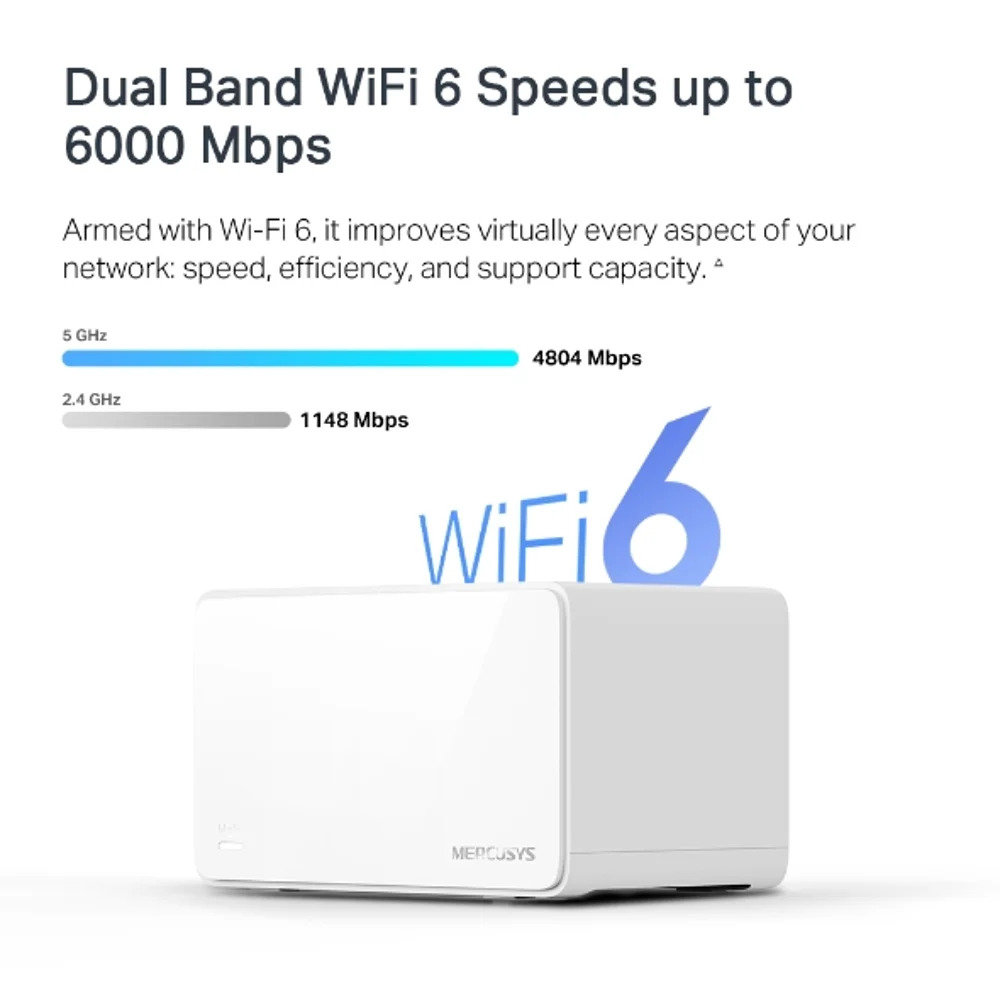 Dual Band WiFi 6 Speeds up to
6000 Mbps
Armed with Wi-Fi 6, it improves virtually every aspect of your
network: speed, efficiency, and support capacity. △
5 GHz
4804 Mbps
2.4 GHz
1148 Mbps
WiFi 6
MERCUSYS